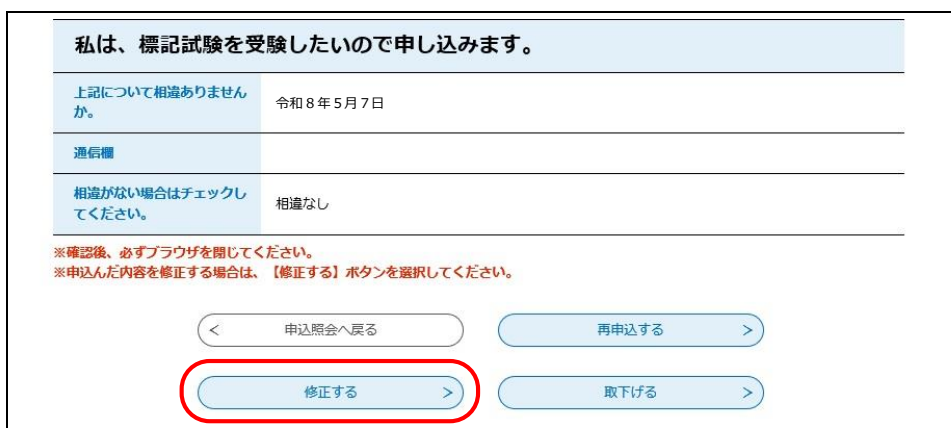 私は、標記試験を受験したいので申し込みます。
上記について相違ありません
か。
令和８年５月７日
通信欄
相違がない場合はチェックし
てください。
相違なし
※確認後、必ずブラウザを閉じてください。
※申込んだ内容を修正する場合は、【修正する】ボタンを選択してください。
< 申込照会へ戻る
再申込する >
修正する >
取下げる >